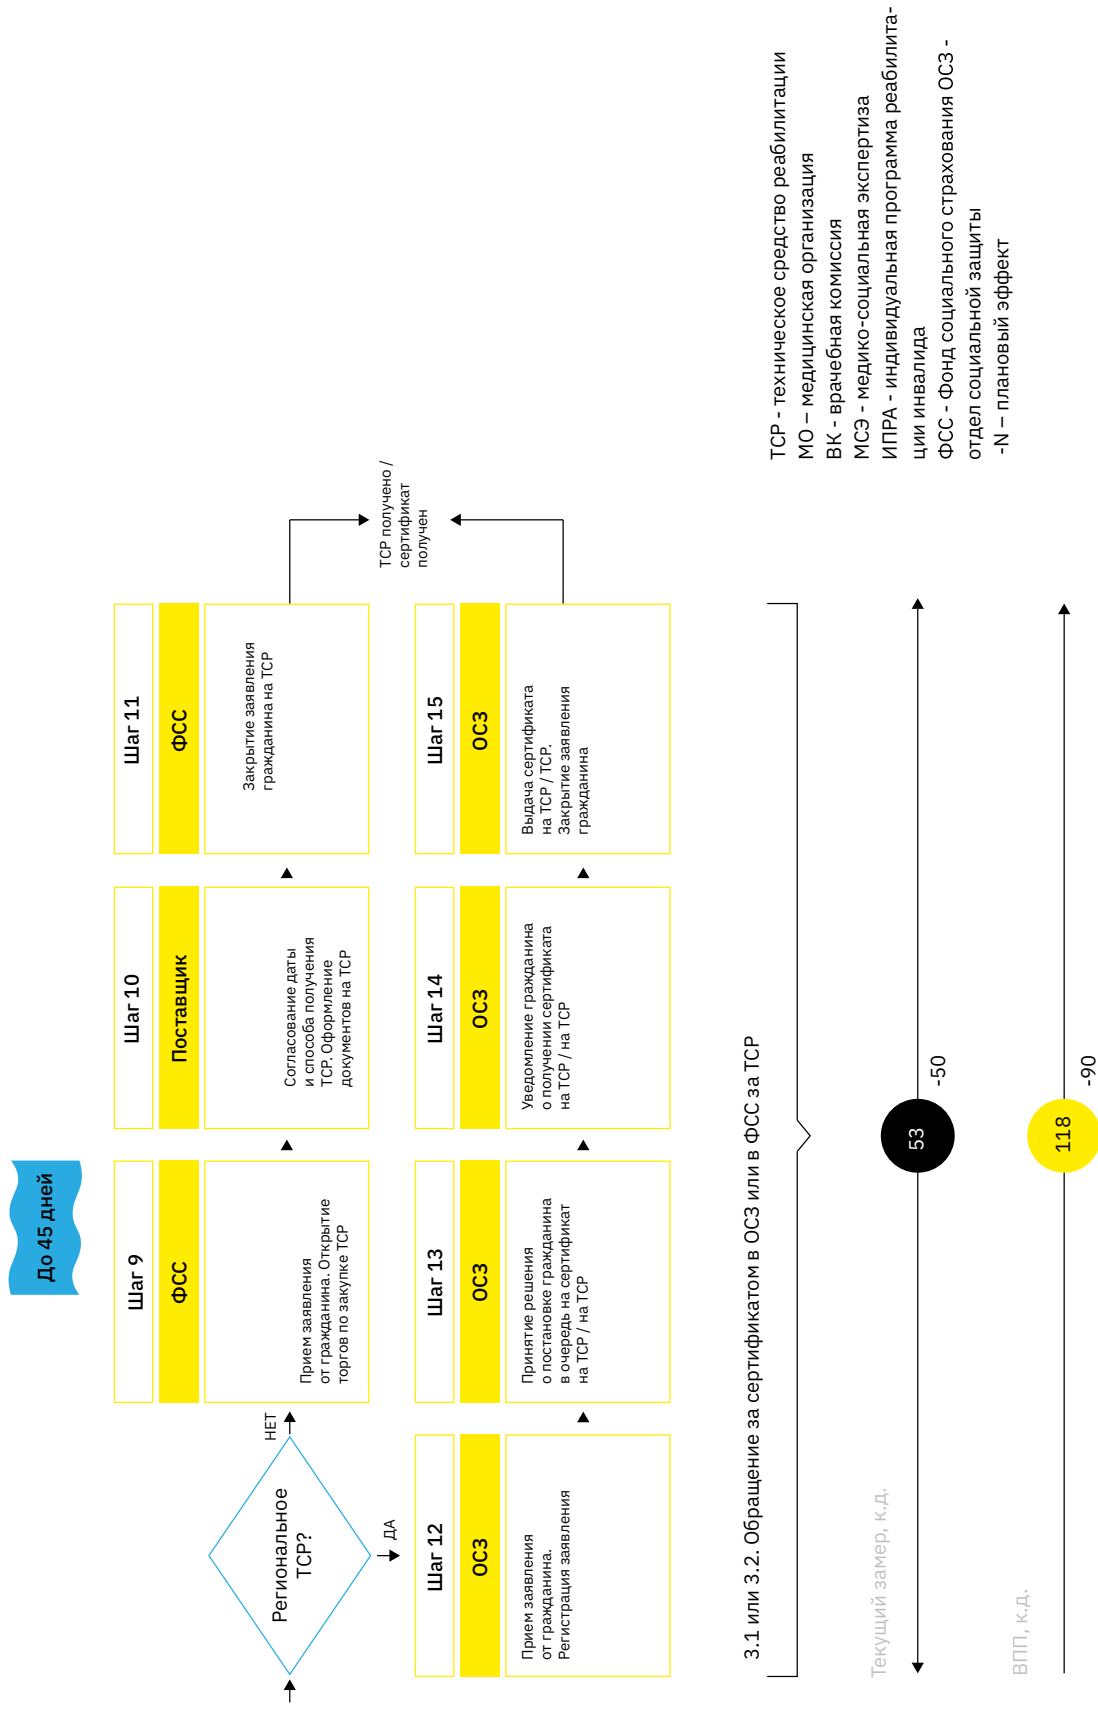 До 45 дней
Шаг 9
ФСС
Прием заявления
от гражданина. Открытие
торгов по закупке ТСР
Шаг 10
Поставщик
Согласование даты
и способа получения
ТСР. Оформление
документов на ТСР
Шаг 11
ФСС
Закрытие заявления
гражданина на ТСР
Региональное
ТСР?
НЕТ
ДА
ТСР получено /
сертификат
получен
Шаг 12
ОСЗ
Прием заявления
от гражданина.
Регистрация заявления
Шаг 13
ОСЗ
Принятие решения
о постановке гражданина
в очередь на сертификат
на ТСР / на ТСР
Шаг 14
ОСЗ
Уведомление гражданина
о получении сертификата
на ТСР / на ТСР
Шаг 15
ОСЗ
Выдача сертификата
на ТСР / ТСР.
Закрытие заявления
гражданина
3.1 или 3.2. Обращение за сертификатом в ОСЗ или в ФСС за ТСР
Текущий замер, к.д.
53
-50
ВПП, к.д.
118
-90
ТСР - техническое средство реабилитации
МО – медицинская организация
ВК - врачебная комиссия
МСЭ - медико-социальная экспертиза
ИПРА - индивидуальная программа реабилита-
ции инвалида
ФСС - Фонд социального страхования ОСЗ -
отдел социальной защиты
-N – плановый эффект